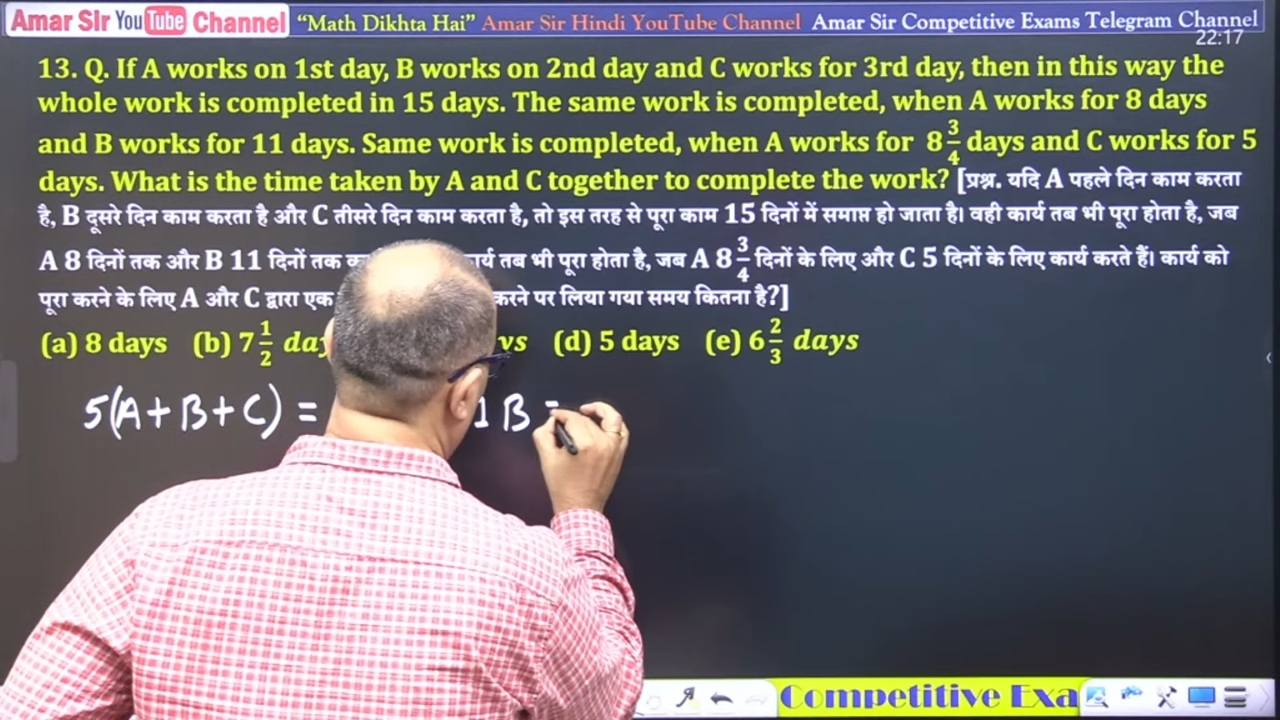 Amar SIr YouTube Channel "Math Dikhta Hai" Amar Sir Hindi YouTube Channel Amar Sir Competitive Exams Telegram Channel
22:17
13. Q. If A works on 1st day, B works on 2nd day and C works for 3rd day, then in this way the
whole work is completed in 15 days. The same work is completed, when A works for 8 days
and B works for 11 days. Same work is completed, when A works for 8 3/4 days and C works for 5
days. What is the time taken by A and C together to complete the work? [प्रश्न. यदि A पहले दिन काम करता
है, B दूसरे दिन काम करता है और C तीसरे दिन काम करता है, तो इस तरह से पूरा काम 15 दिनों में समाप्त हो जाता है। वही कार्य तब भी पूरा होता है, जब
A 8 दिनों तक और B 11 दिनों तक तब भी पूरा होता है, जब A 8 3/4 दिनों के लिए और C 5 दिनों के लिए कार्य करते हैं। कार्य को
पूरा करने के लिए A और C द्वारा करने पर लिया गया समय कितना है?]
(a) 8 days (b) 7 1/2 (d) 5 days (e) 6 2/3 days
5(A+B+C) = 1 B =
Competitive Exa